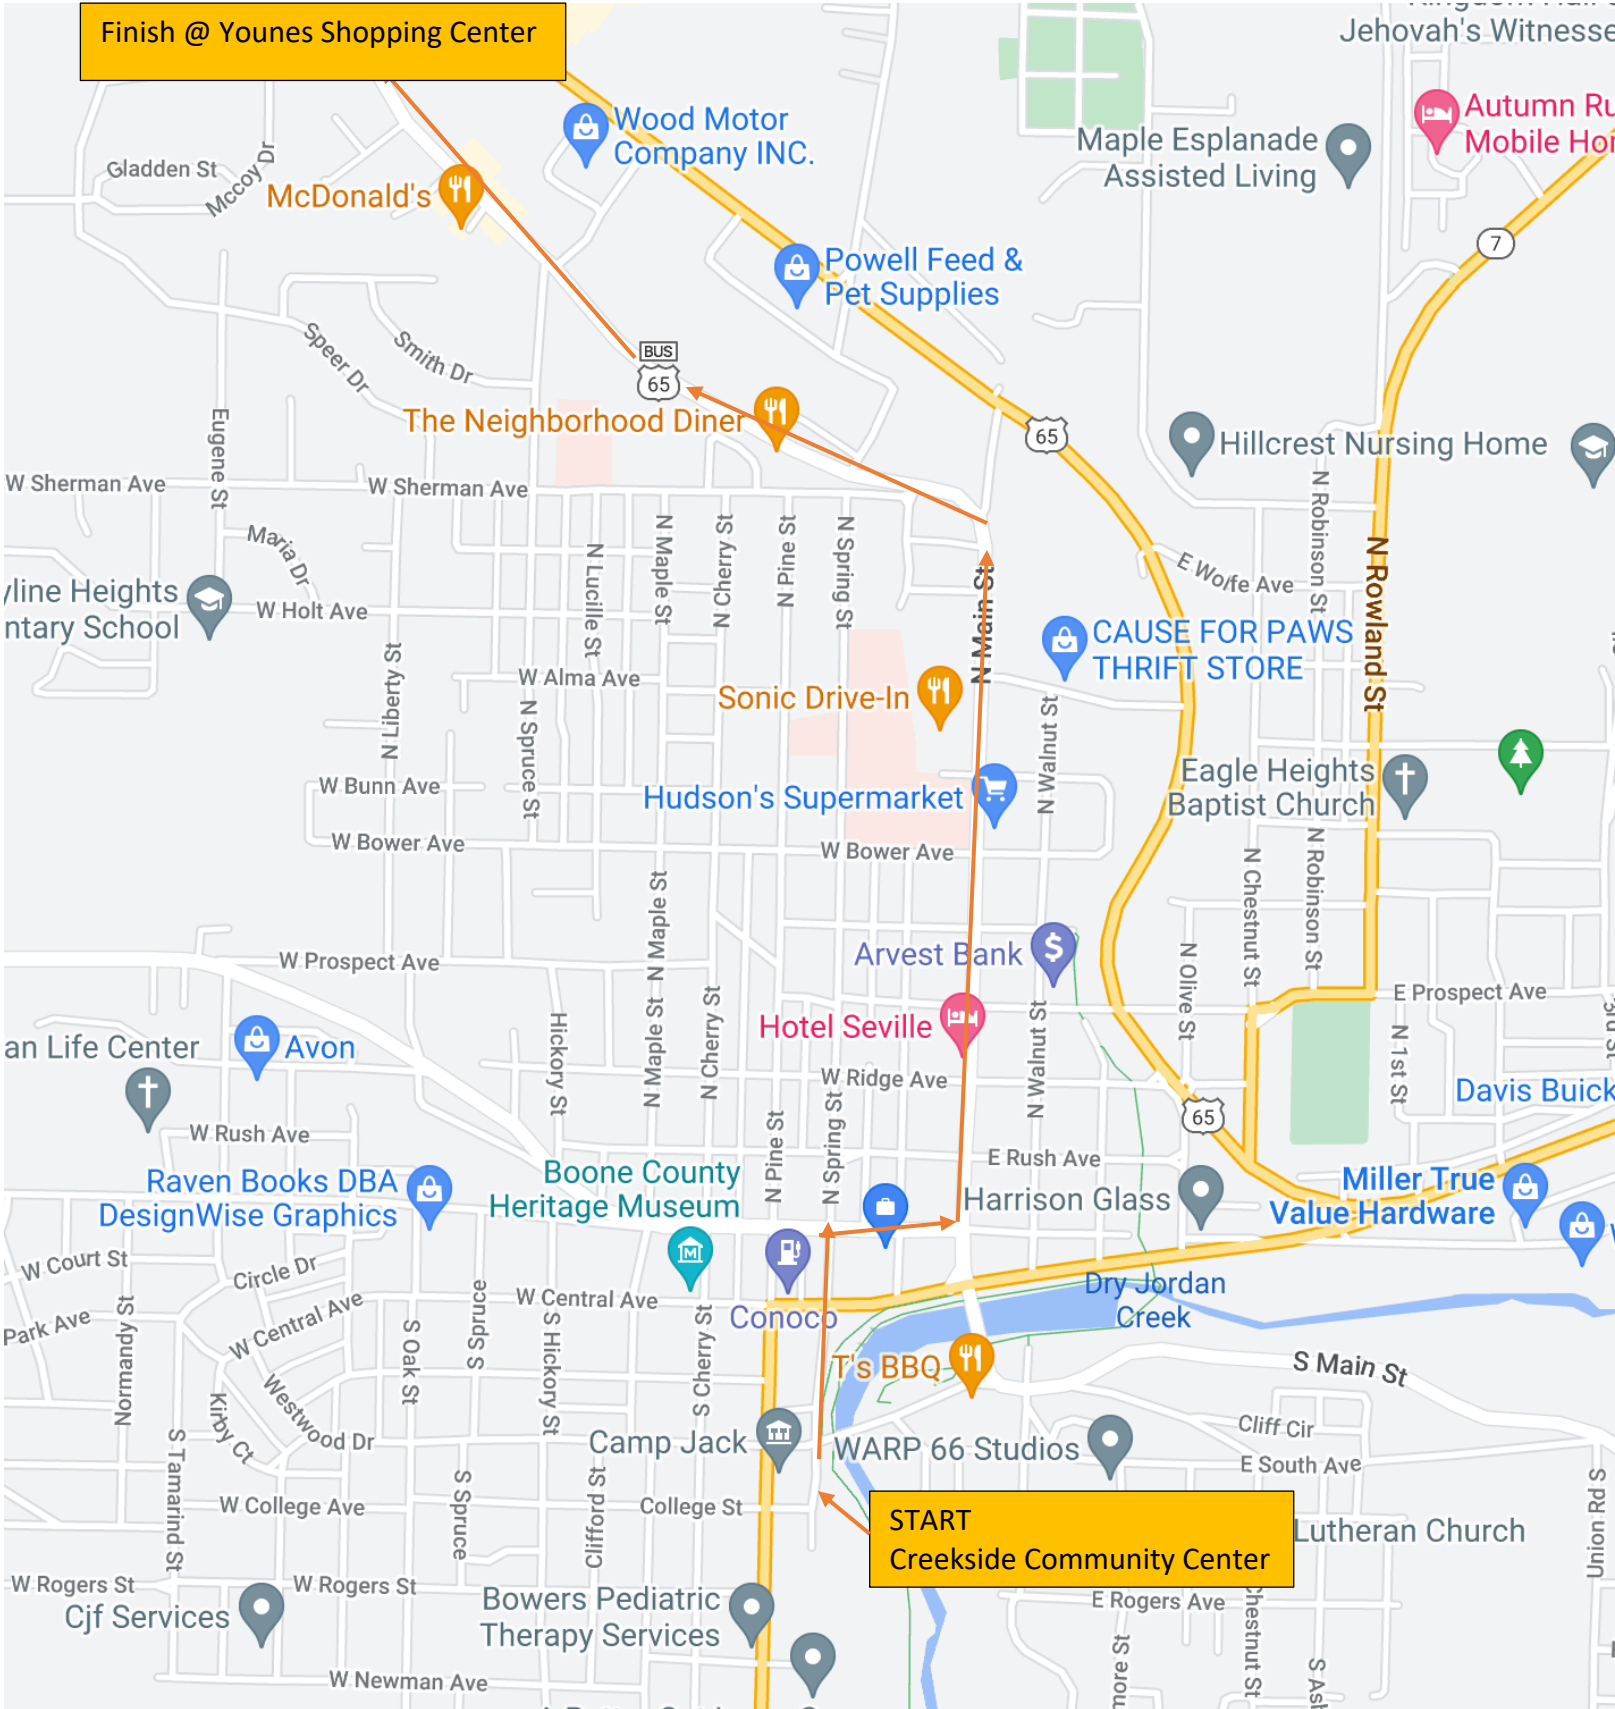 Finish @ Younes Shopping Center
Jehovah's Witnesse
Wood Motor
Company INC.
Autumn Ru
Mobile Hor
Maple Esplanade
Assisted Living
Gladden St
Mccoy Dr
McDonald's
7
Powell Feed &
Pet Supplies
Speer Dr
Smith Dr
BUS
65
The Neighborhood Diner
65
Hillcrest Nursing Home
Eugene St
W Sherman Ave
W Sherman Ave
N Robinson St
Maria Dr
N Lucille St
N Maple St
N Cherry St
N Pine St
N Spring St
N Main St
E Wolfe Ave
N Rowland St
yline Heights
ntary School
W Holt Ave
CAUSE FOR PAWS
THRIFT STORE
N Liberty St
W Alma Ave
Sonic Drive-In
N Spruce St
N Walnut St
W Bunn Ave
Hudson's Supermarket
Eagle Heights
Baptist Church
W Bower Ave
W Bower Ave
N Maple St
N Chestnut St
N Robinson St
W Prospect Ave
Arvest Bank
N Olive St
E Prospect Ave
an Life Center
Avon
Hickory St
N Maple St
N Cherry St
Hotel Seville
N Walnut St
N 1st St
W Ridge Ave
Davis Buick
65
W Rush Ave
N Pine St
N Spring St
E Rush Ave
Raven Books DBA
DesignWise Graphics
Boone County
Heritage Museum
Harrison Glass
Miller True
Value Hardware
W Court St
Circle Dr
Park Ave
Normandy St
W Central Ave
W Central Ave
S Oak St
S Spruce
S Hickory St
S Cherry St
Conoco
Dry Jordan
Creek
T's BBQ
S Main St
Kirby Ct
Westwood Dr
S Tamarind St
Camp Jack
WARP 66 Studios
Cliff Cir
E South Ave
S Spruce
Clifford St
W College Ave
College St
START
Creekside Community Center
Lutheran Church
Union Rd S
W Rogers St
W Rogers St
Cjf Services
Bowers Pediatric
Therapy Services
E Rogers Ave
more St
Chestnut St
S Ash
W Newman Ave